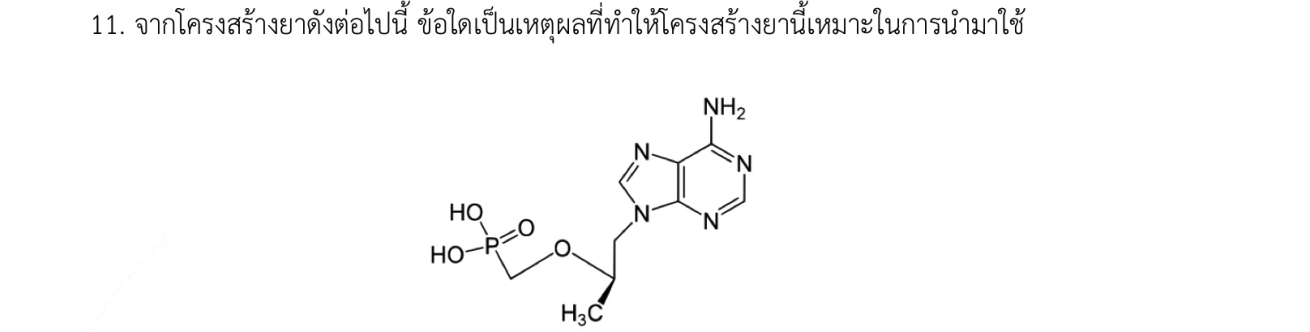 11. จากโครงสร้างยาดังต่อไปนี้ ข้อใดเป็นเหตุผลที่ทำให้โครงสร้างยานี้เหมาะในการนำมาใช้
NH₂
N
N
HO
O
N
N
HO-P
O
H₃C